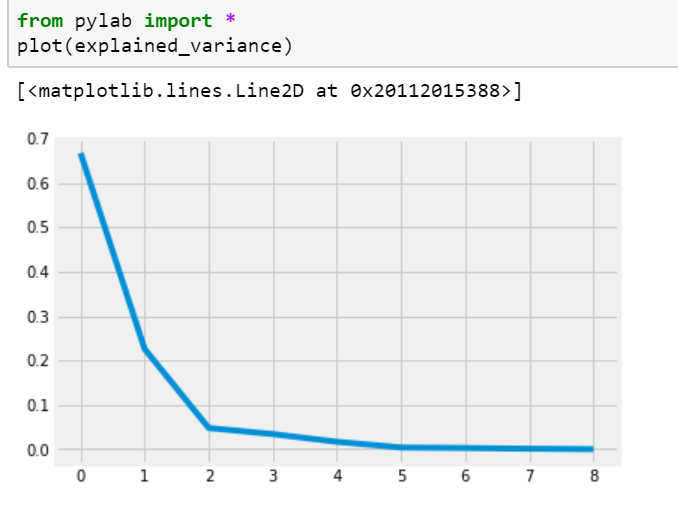 from pylab import *
plot(explained_variance)
[<matplotlib.lines.Line2D at 0x20112015388>]
0.7
0.6
0.5
0.4
0.3
0.2
0.1
0.0
0 1 2 3 4 5 6 7 8